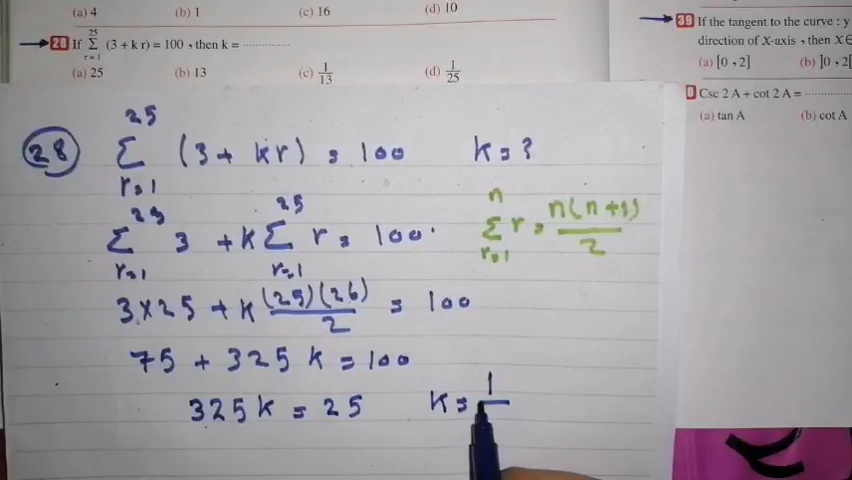 (a) 4 (b) 1 (c) 16 (d) 10
28 If 25 Σ r=1 (3 + k r) = 100 , then k = ...............
(a) 25 (b) 13 (c) 1/13 (d) 1/25
39 If the tangent to the curve : y
direction of X-axis , then X ∈
(a) [0 , 2] (b) ]0 , 2[
Csc 2 A + cot 2 A = ...............
(a) tan A (b) cot A
28 25 Σ r=1 (3 + kr) = 100 k = ?
25 Σ r=1 3 + k 25 Σ r=1 r = 100.
n Σ r=1 r = n(n+1)/2
3×25 + k (25)(26)/2 = 100
75 + 325 k = 100
325 k = 25 k = 1